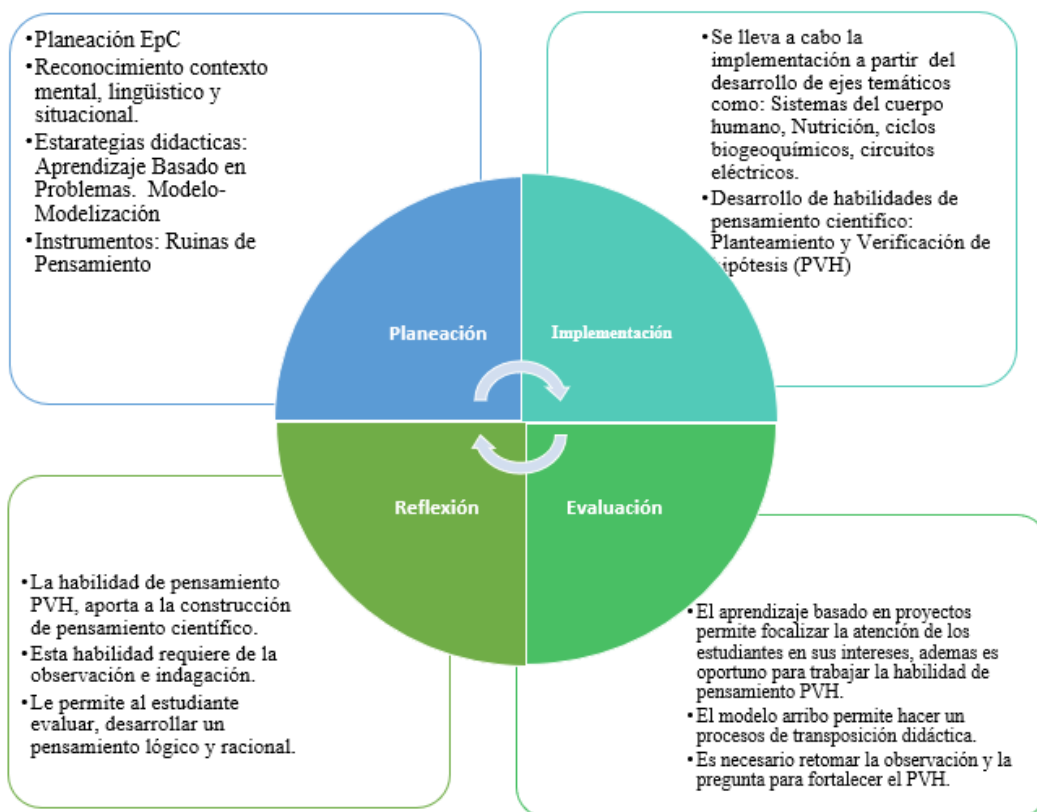 •Planeación EpC
•Reconocimiento contexto
mental, lingüistico y
situacional.
•Estarategias didacticas:
Aprendizaje Basado en
Problemas. Modelo-
Modelización
•Instrumentos: Ruinas de
Pensamiento
•Se lleva a cabo la
implementación a partir del
desarrollo de ejes temáticos
como: Sistemas del cuerpo
humano, Nutrición, ciclos
biogeoquímicos, circuitos
eléctricos.
•Desarrollo de habilidades de
pensamiento cientifíco:
Planteamiento y Verificación de
ipótesis (PVH)
Planeación
Implementación
Reflexión
Evaluación
•La habilidad de pensamiento
PVH, aporta a la construcción
de pensamiento científico.
•Esta habilidad requiere de la
observación e indagación.
•Le permite al estudiante
evaluar, desarrollar un
pensamiento lógico y racional.
•El aprendizaje basado en proyectos
permite focalizar la atención de los
estudiantes en sus intereses, ademas es
oportuno para trabajar la habilidad de
pensamiento PVH.
•El modelo arribo permite hacer un
procesos de transposición didáctica.
•Es necesario retomar la observación y la
pregunta para fortalecer el PVH.